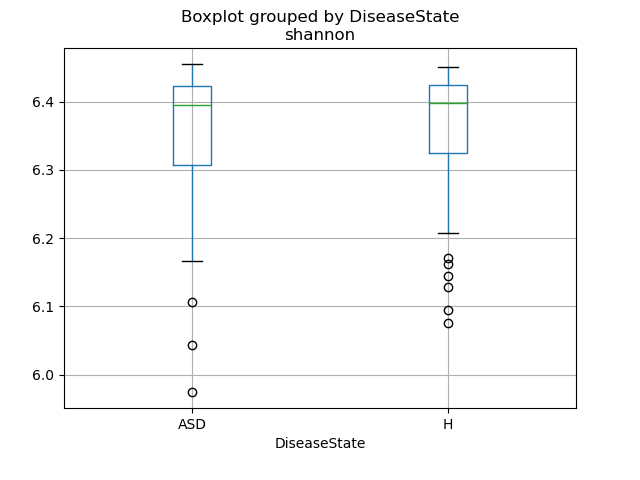 Boxplot grouped by DiseaseState
shannon
6.4
6.3
6.2
6.1
6.0
ASD
H
DiseaseState